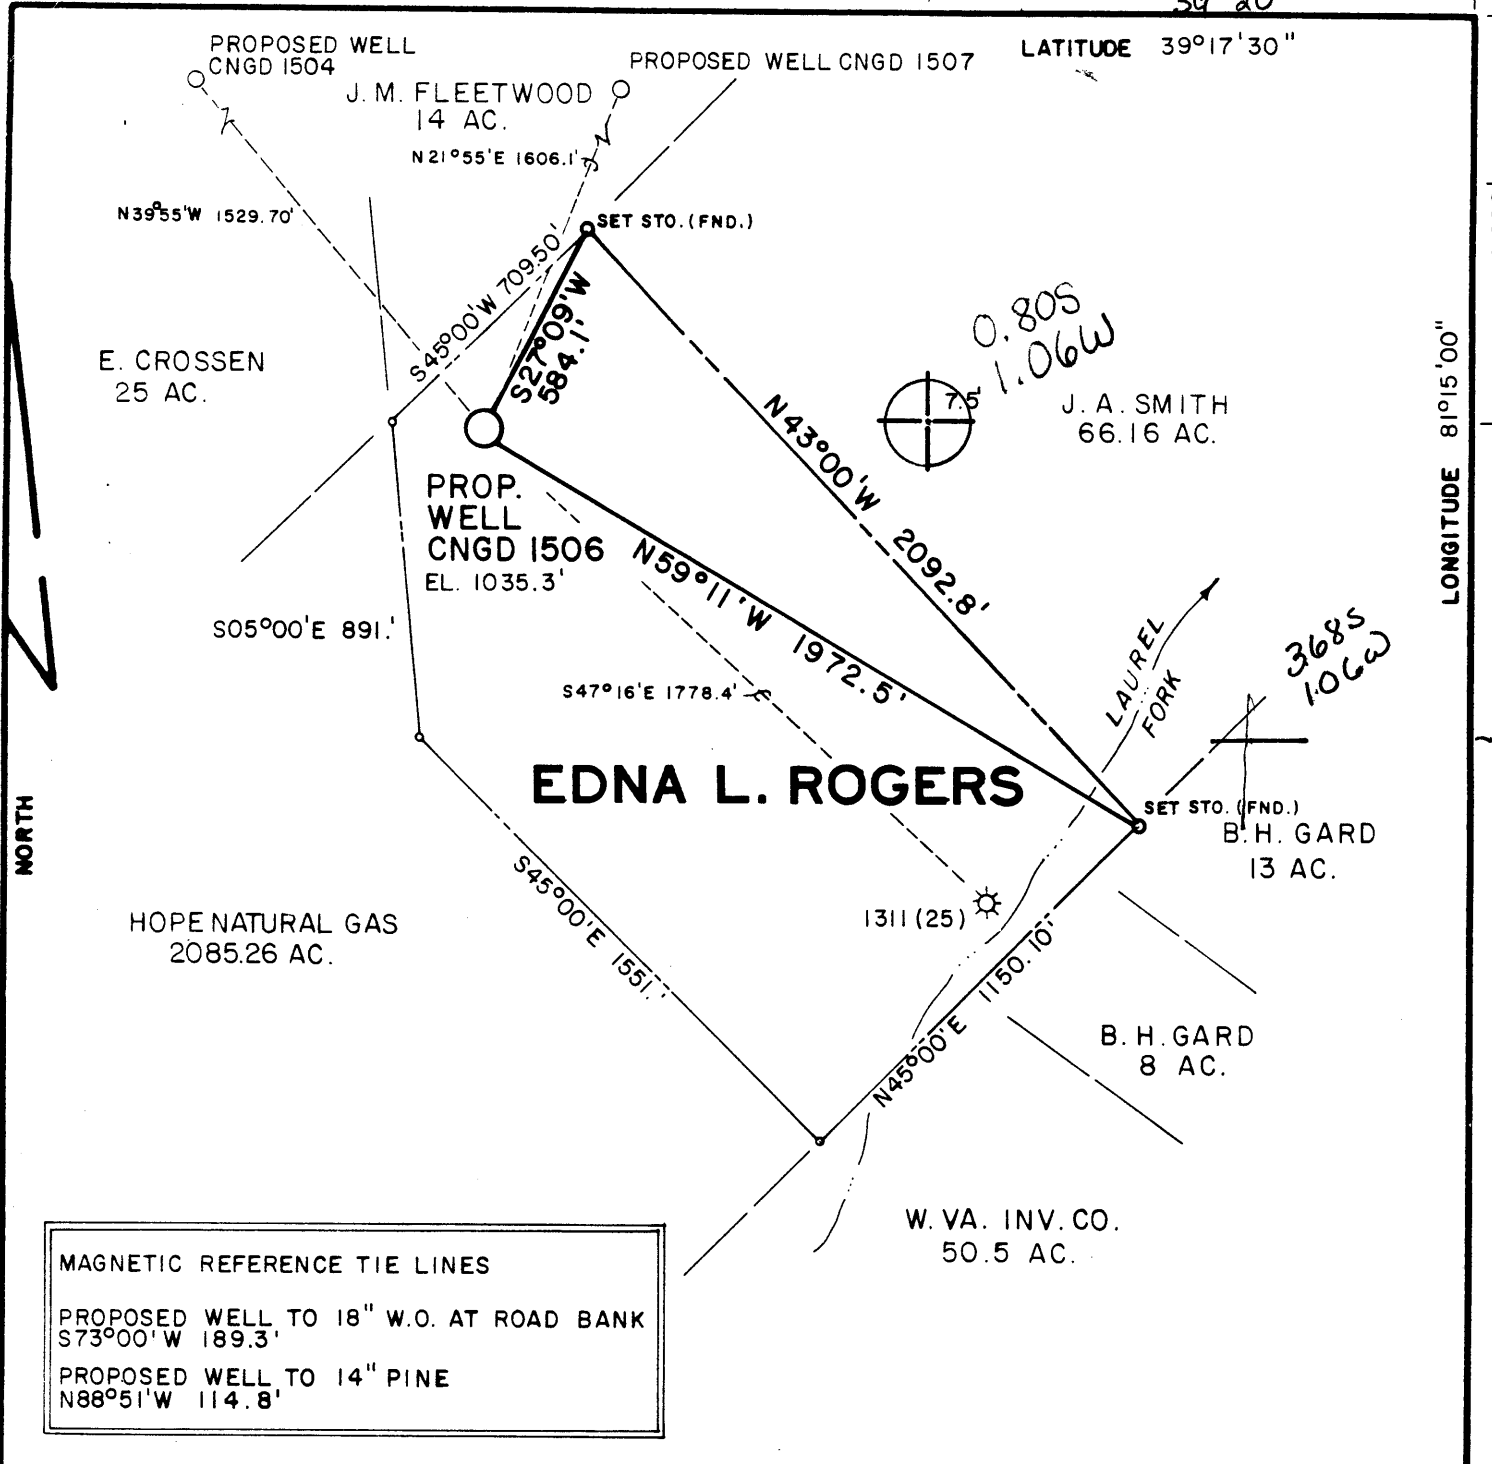 39° 20'
LATITUDE 39°17'30"
PROPOSED WELL
CNGD 1504
PROPOSED WELL CNGD 1507
J. M. FLEETWOOD
14 AC.
N21°55'E 1606.1'
N39°55'W 1529.70'
SET STO.(FND.)
S45°00'W 709.50'
S27°09'W
584.1'
0.80S
1.06W
7.5'
E. CROSSEN
25 AC.
J. A. SMITH
66.16 AC.
LONGITUDE 81°15'00"
N43°00'W 2092.8'
PROP.
WELL
CNGD 1506
EL. 1035.3'
N59°11'W 1972.5'
S05°00'E 891.'
LAUREL
FORK
3.68S
1.06W
S47°16'E 1778.4'
EDNA L. ROGERS
SET STO. (FND.)
B. H. GARD
13 AC.
NORTH
S45°00'E 1551.'
1311 (25)
HOPE NATURAL GAS
2085.26 AC.
N45°00'E 1150.10'
B. H. GARD
8 AC.
W. VA. INV. CO.
50.5 AC.
MAGNETIC REFERENCE TIE LINES
PROPOSED WELL TO 18" W.O. AT ROAD BANK
S73°00'W 189.3'
PROPOSED WELL TO 14" PINE
N88°51'W 114.8'